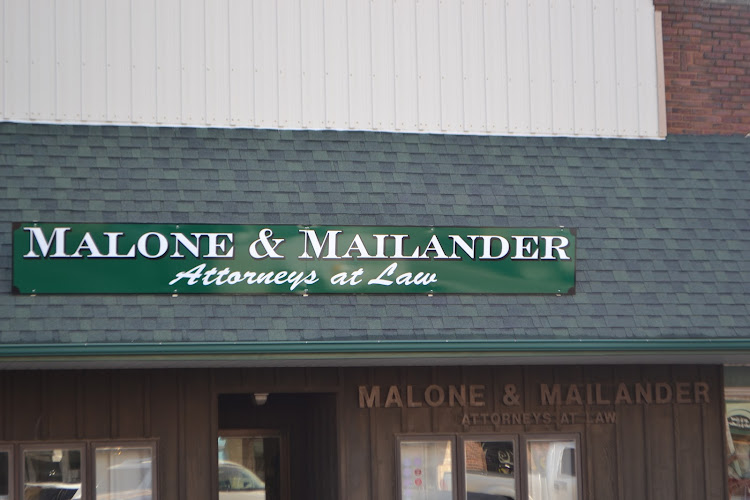 MALONE & MAILANDER
Attorneys at Law
MALONE & MAILANDER
ATTORNEYS AT LAW